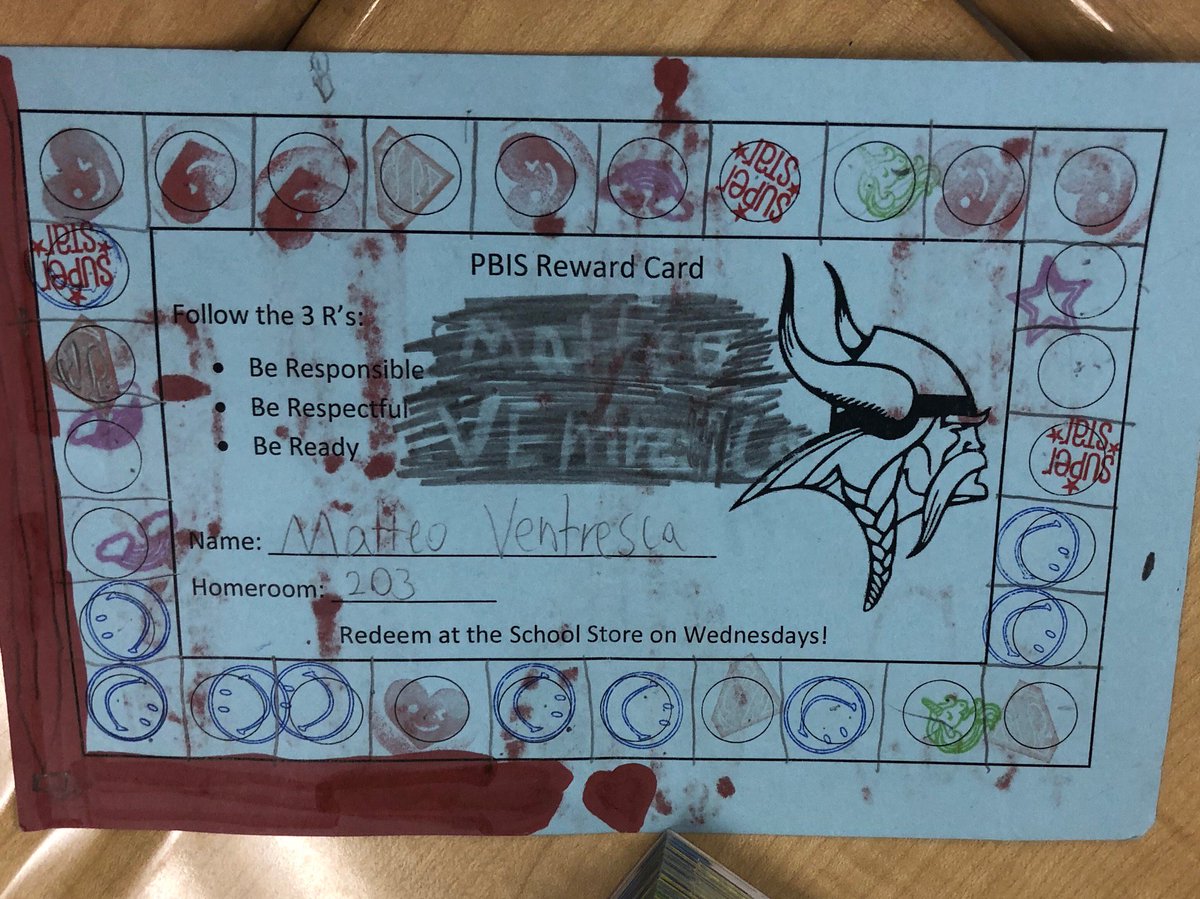 SUPER STAR
SUPER STAR
PBIS Reward Card
Follow the 3 R's:
• Be Responsible
• Be Respectful
• Be Ready
Matteo
SUPER STAR
Name: Matteo Ventresca
Homeroom: 203
Redeem at the School Store on Wednesdays!